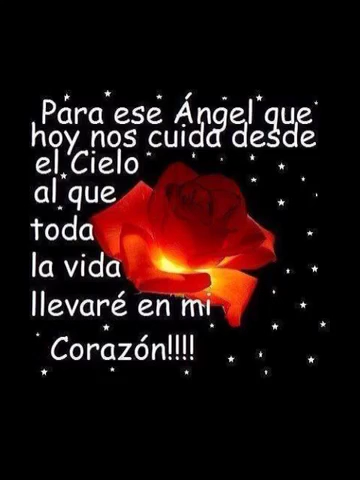 Para ese Ángel que
hoy nos cuida desde
el Cielo
al que
toda
la vida
llevaré en mi
Corazón!!!!